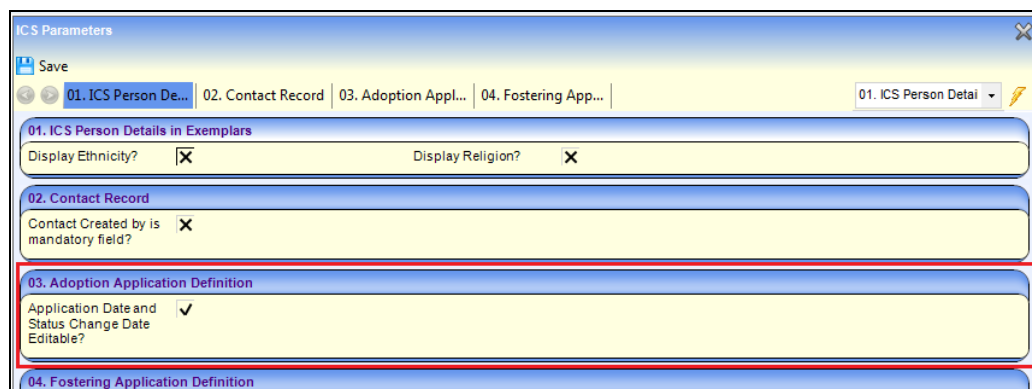 ICS Parameters
Save
01. ICS Person De... 02. Contact Record 03. Adoption Appl... 04. Fostering App... 01. ICS Person Detai
01. ICS Person Details in Exemplars
Display Ethnicity? Display Religion?
02. Contact Record
Contact Created by is
mandatory field?
03. Adoption Application Definition
Application Date and
Status Change Date
Editable?
04. Fostering Application Definition